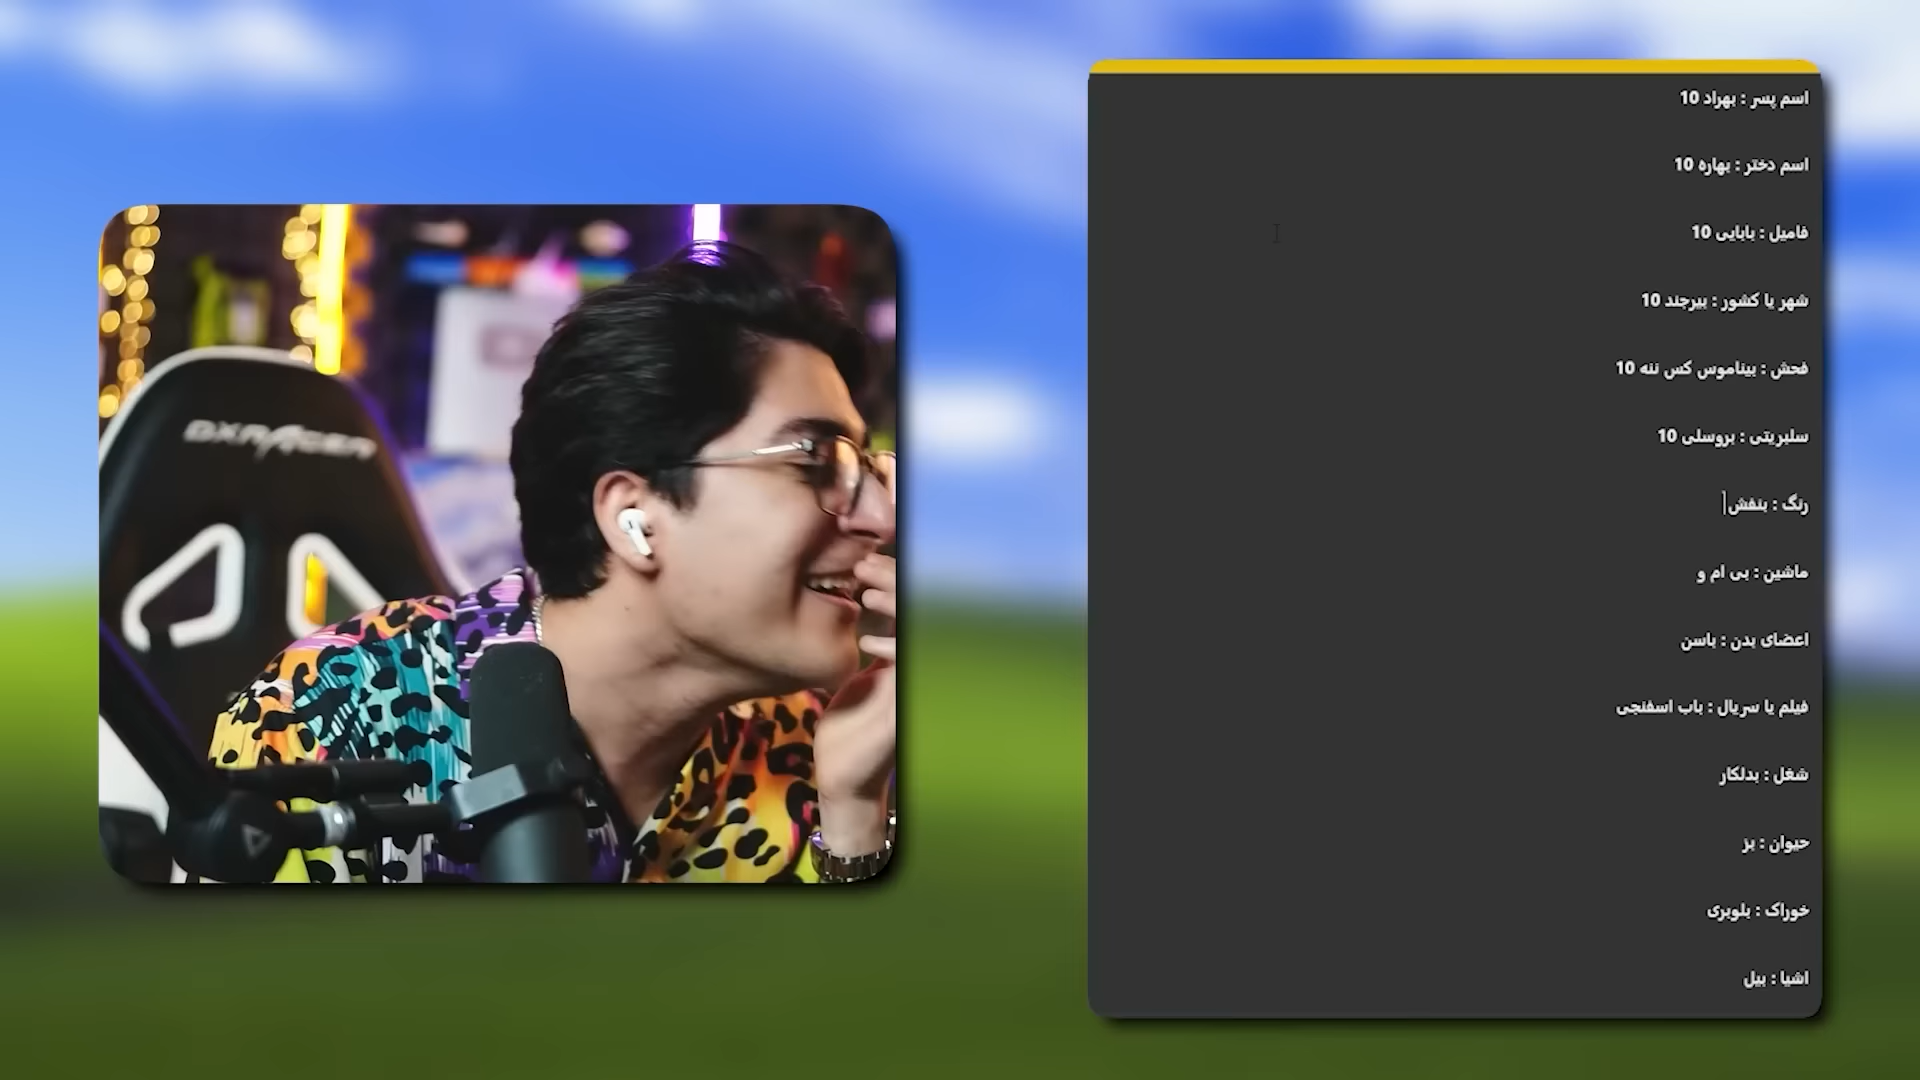 DXRACER
اسم پسر : بهراد 10
اسم دختر : بهاره 10
فامیل : بابایی 10
شهر یا کشور : بیرجند 10
فحش : بیناموس کس ننه 10
سلبریتی : بروسلی 10
رنگ : بنفش
ماشین : بی ام و
اعضای بدن : باسن
فیلم یا سریال : باب اسفنجی
شغل : بدلکار
حیوان : بز
خوراک : بلوبری
اشیا : بیل